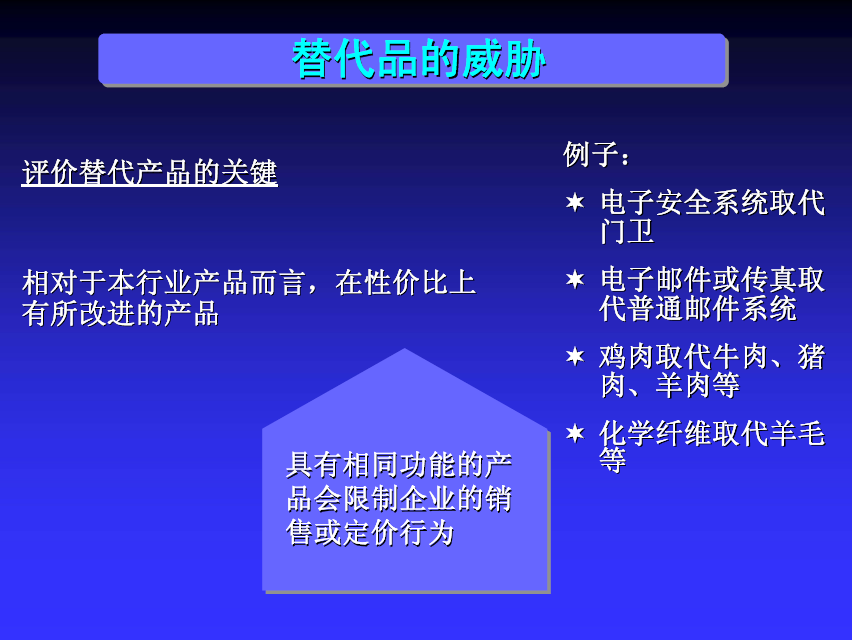 替代品的威胁
评价替代产品的关键
相对于本行业产品而言，在性价比上
有所改进的产品
具有相同功能的产
品会限制企业的销
售或定价行为
例子：
电子安全系统取代
门卫
电子邮件或传真取
代普通邮件系统
鸡肉取代牛肉、猪
肉、羊肉等
化学纤维取代羊毛
等